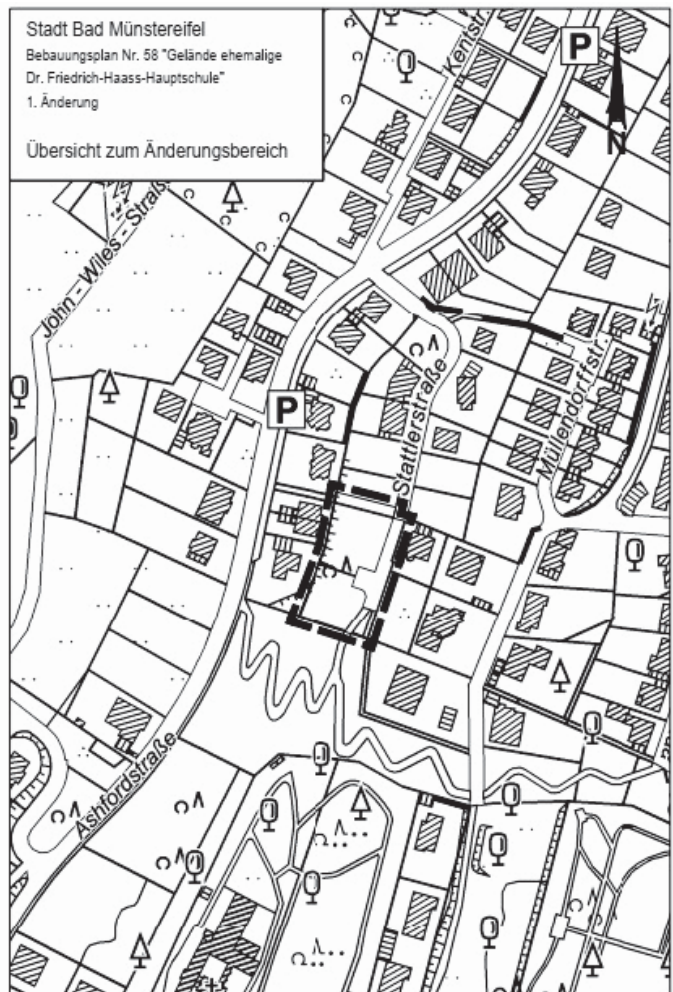 Stadt Bad Münstereifel
Bebauungsplan Nr. 58 "Gelände ehemalige
Dr. Friedrich-Haass-Hauptschule"
1. Änderung
Übersicht zum Änderungsbereich
Kentstr.
P
N
John - Wiles - Straße
Müllendorffstr.
P
Stattlerstraße
Ashfordstraße